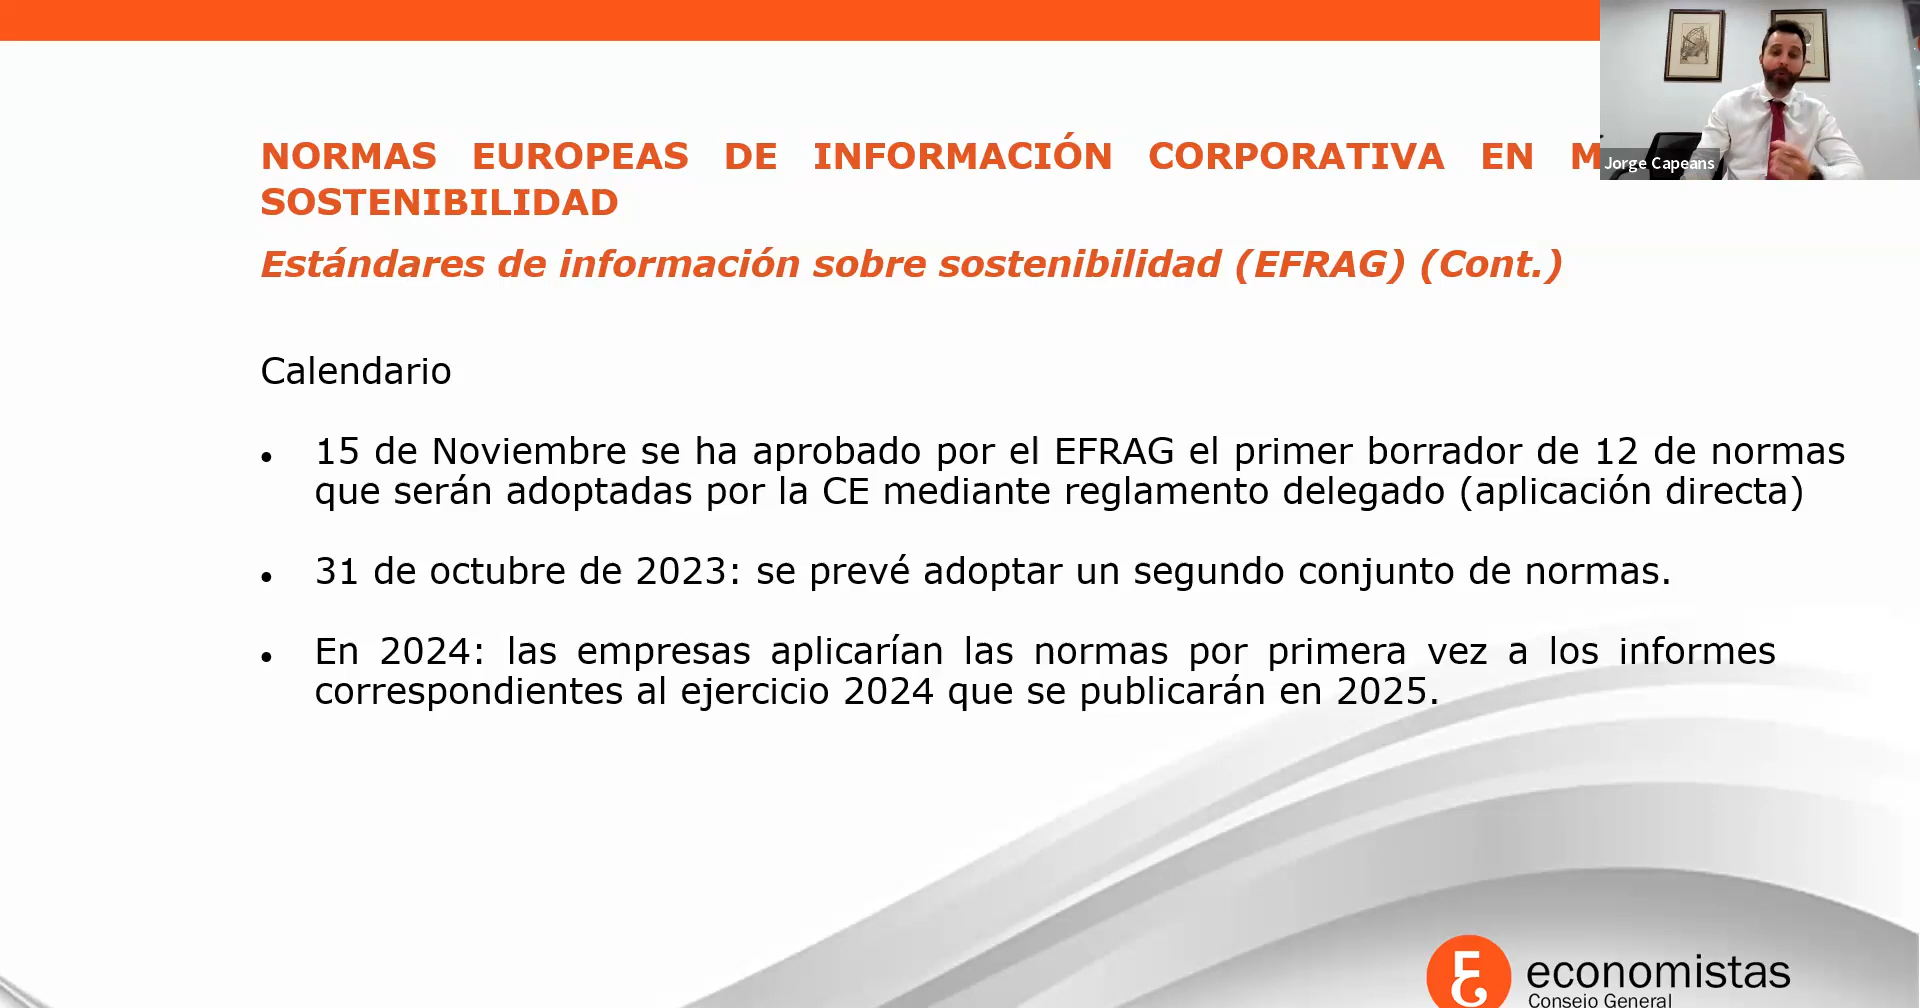 NORMAS EUROPEAS DE INFORMACIÓN CORPORATIVA EN
SOSTENIBILIDAD
Estándares de información sobre sostenibilidad (EFRAG) (Cont.)
Jorge Capeans
Calendario
• 15 de Noviembre se ha aprobado por el EFRAG el primer borrador de 12 de normas
que serán adoptadas por la CE mediante reglamento delegado (aplicación directa)
• 31 de octubre de 2023: se prevé adoptar un segundo conjunto de normas.
• En 2024: las empresas aplicarían las normas por primera vez a los informes
correspondientes al ejercicio 2024 que se publicarán en 2025.
economistas
Consejo General